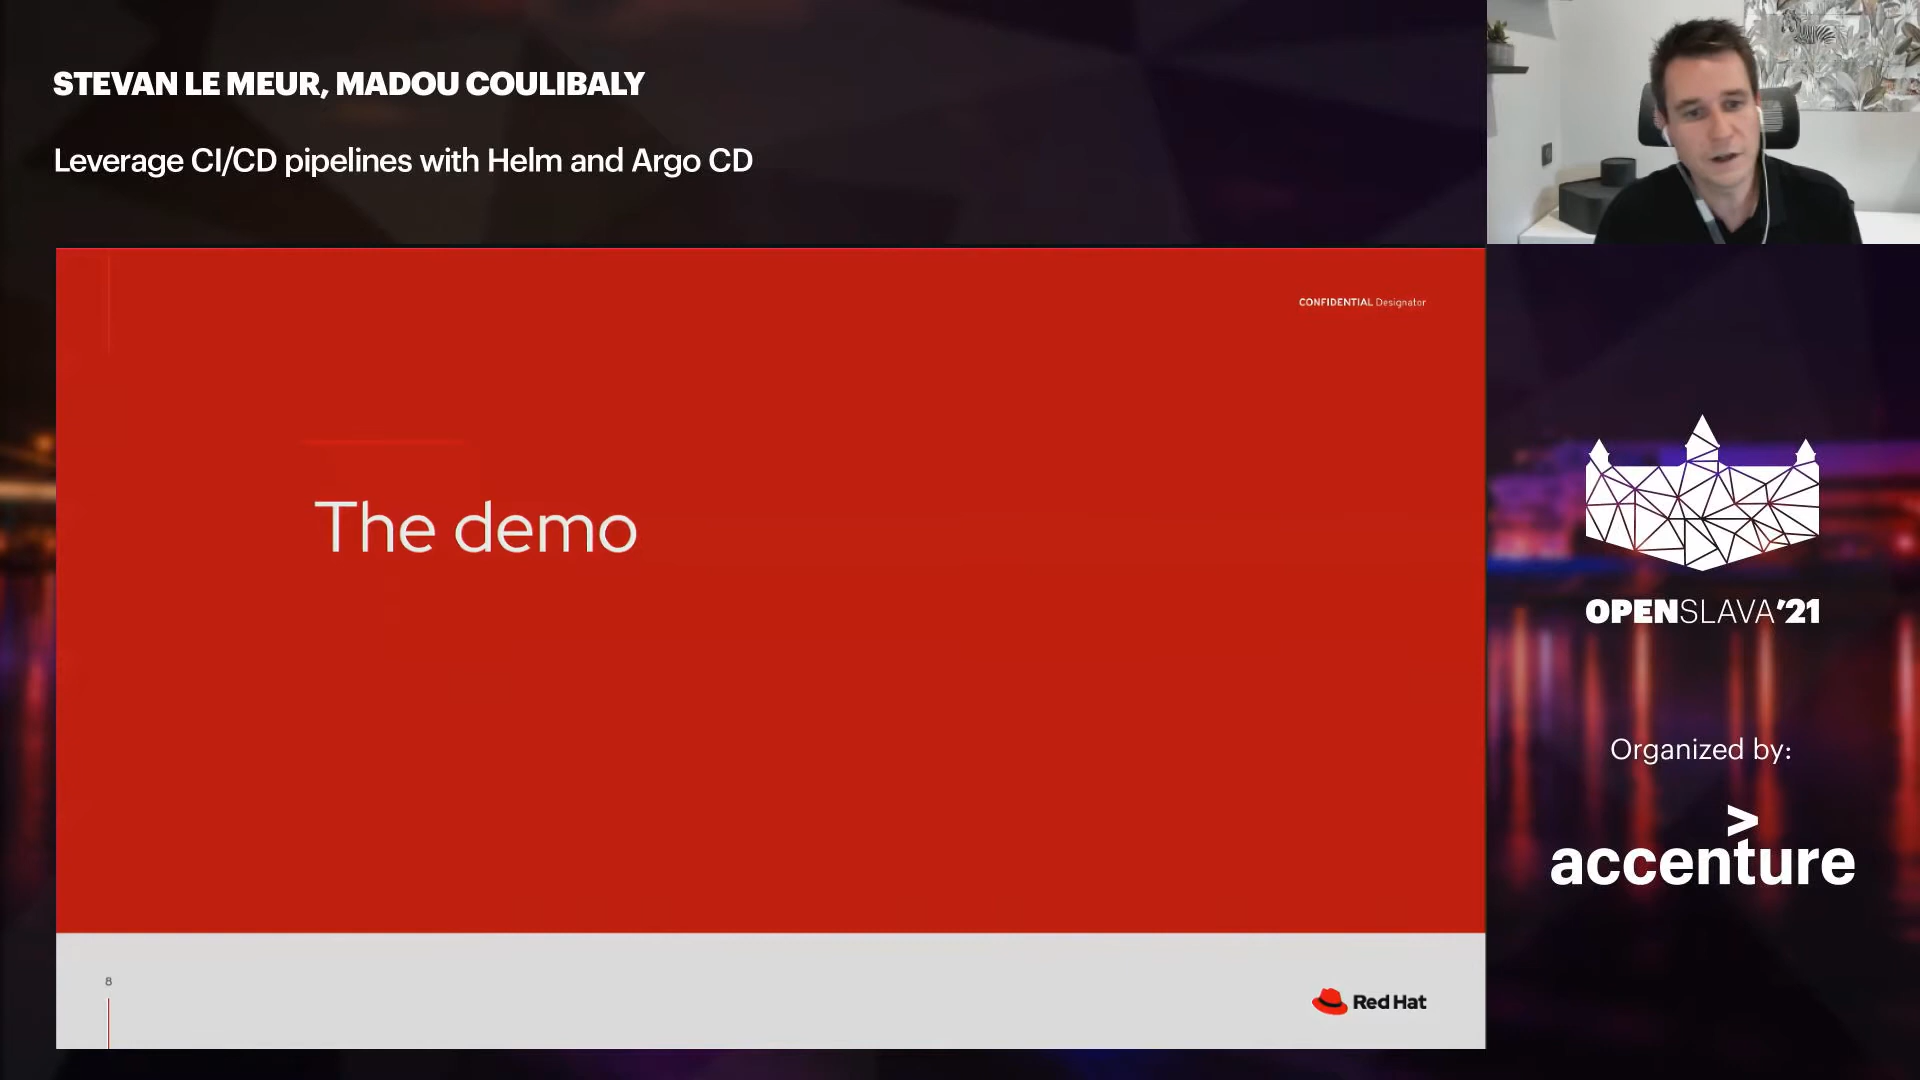 STEVAN LE MEUR, MADOU COULIBALY
Leverage CI/CD pipelines with Helm and Argo CD
CONFIDENTIAL Designator
The demo
8
Red Hat
OPENSLAVA'21
Organized by:
accenture